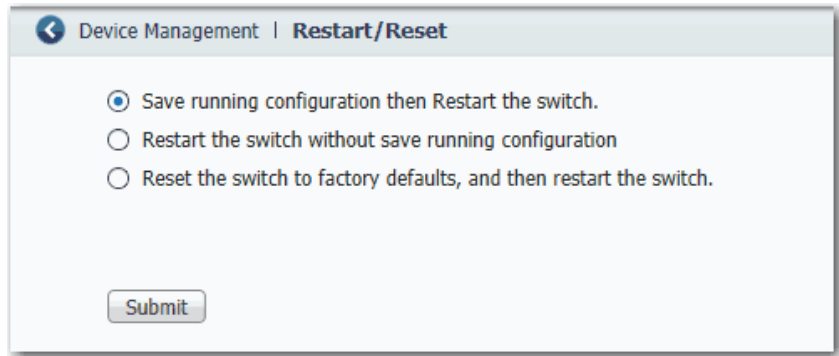 Device Management | Restart/Reset
Save running configuration then Restart the switch.
Restart the switch without save running configuration
Reset the switch to factory defaults, and then restart the switch.
Submit